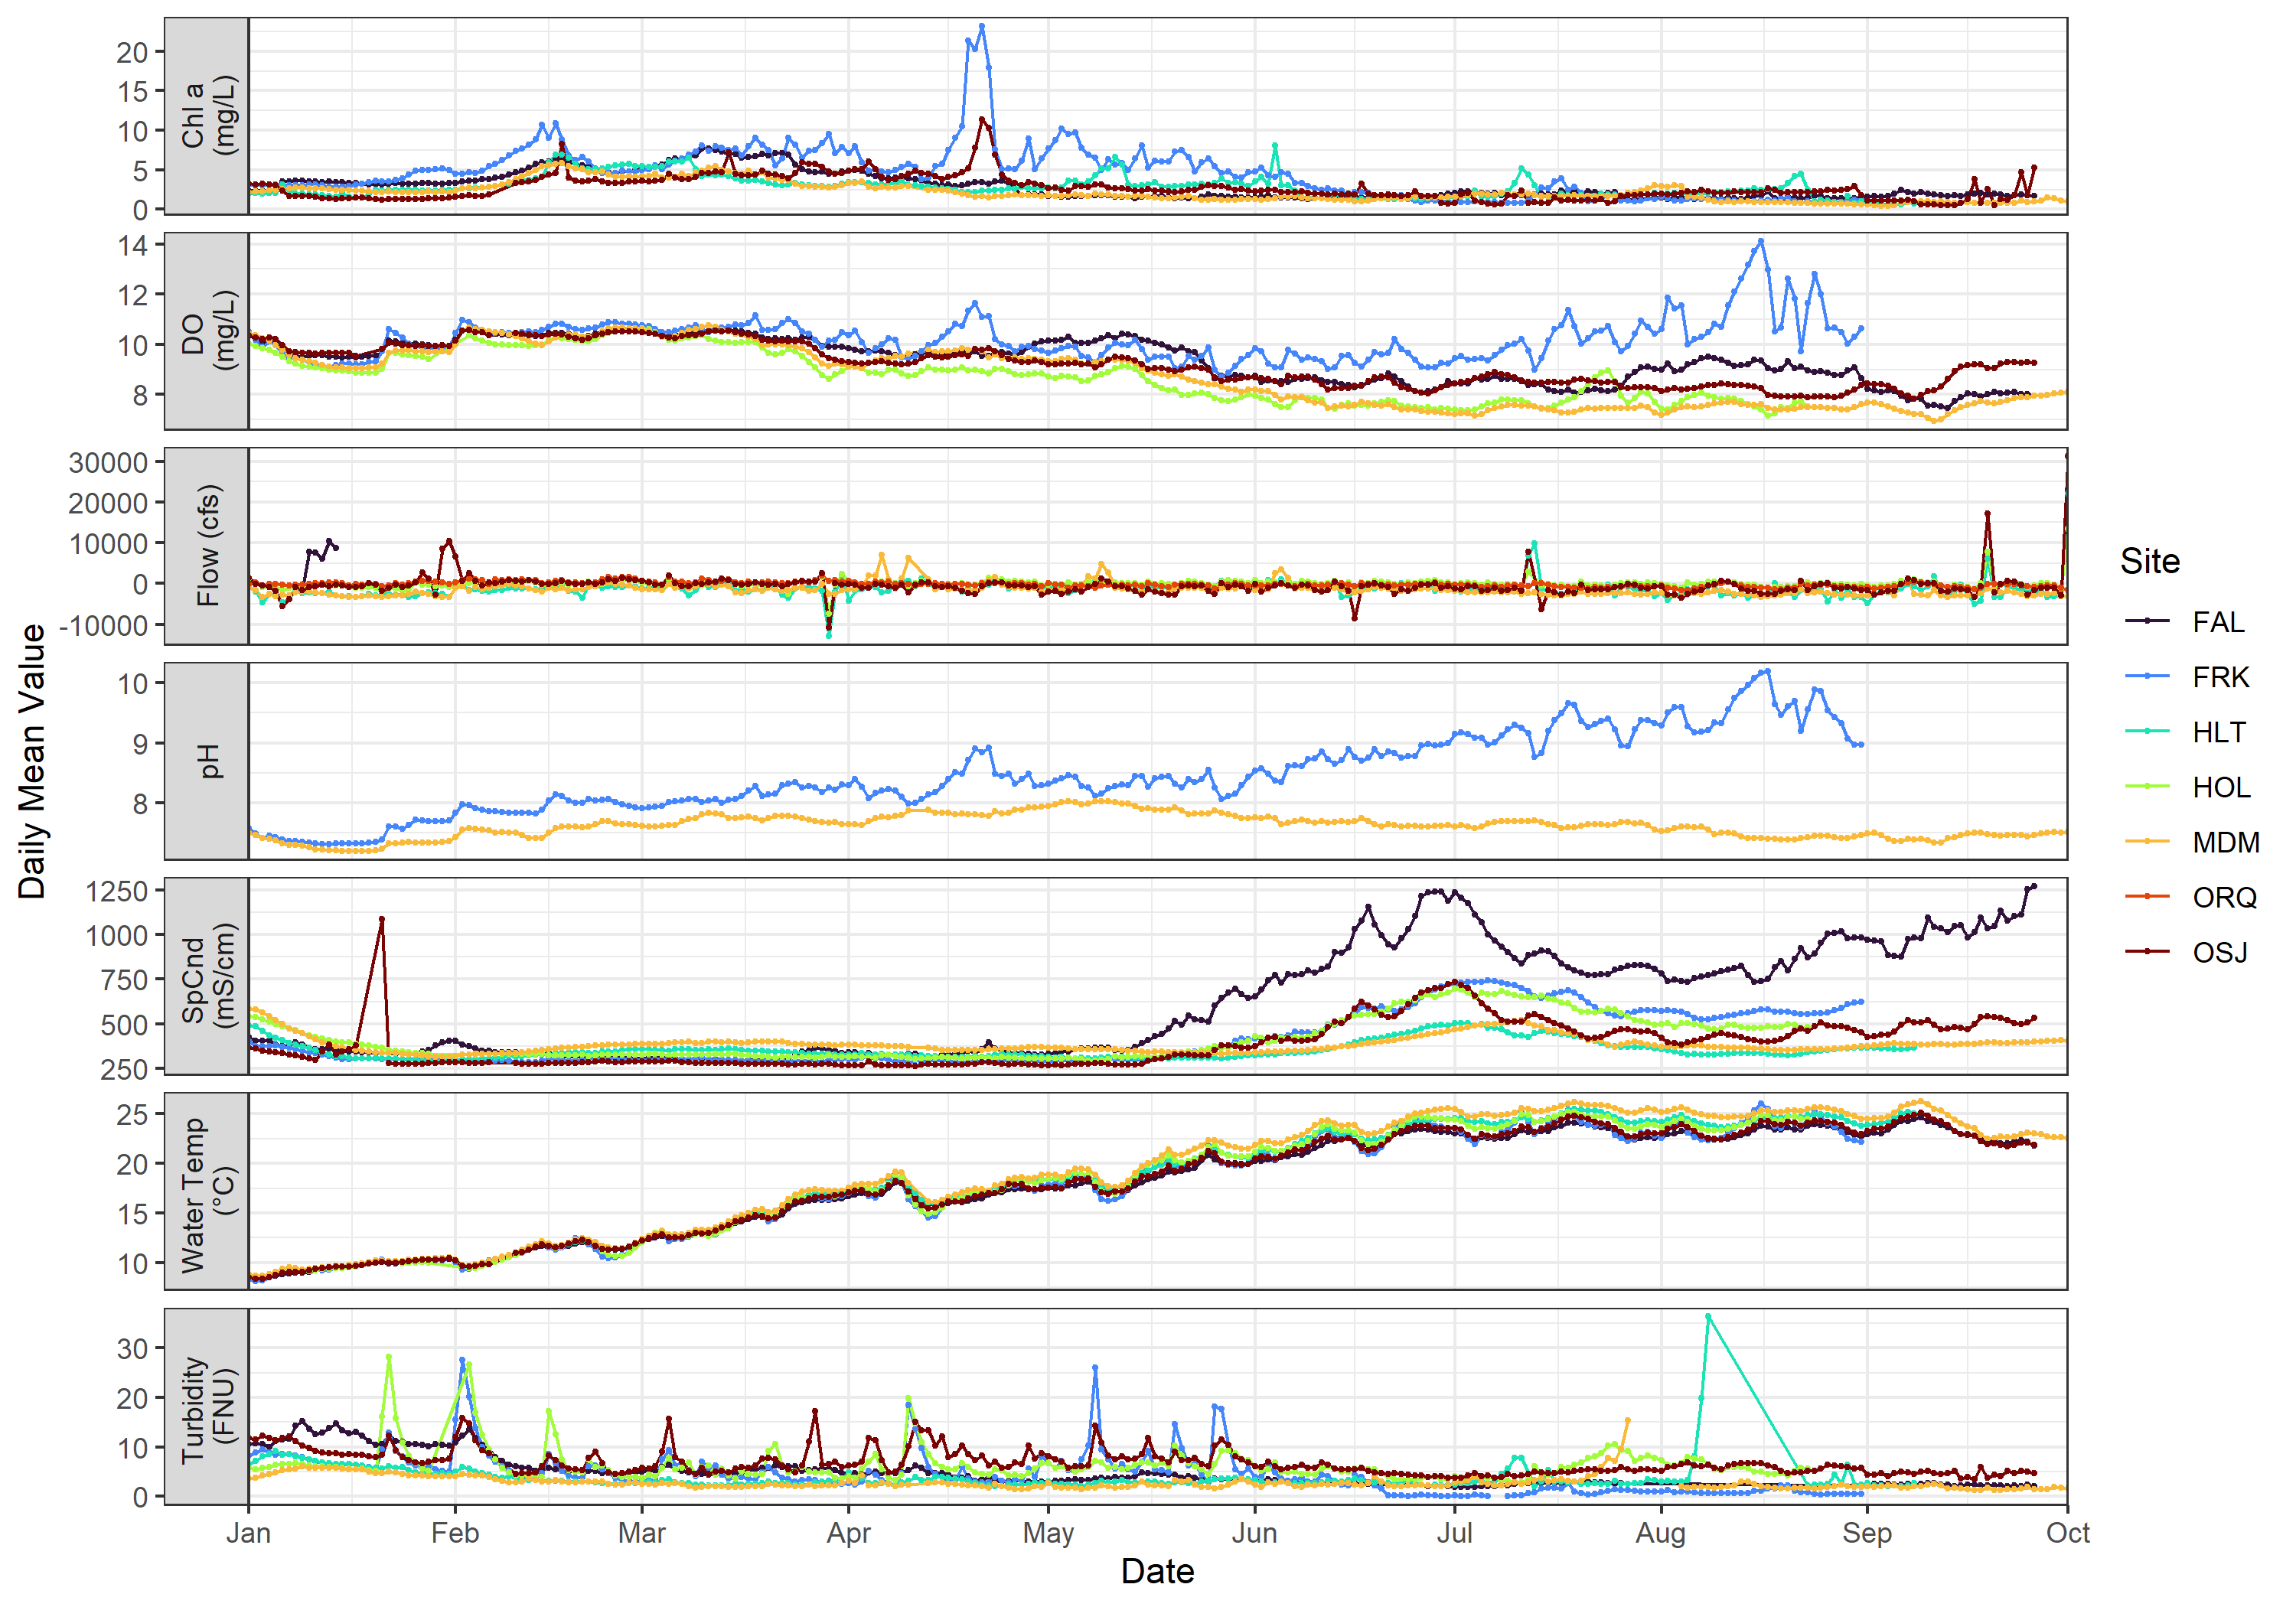 Chl a
(mg/L)
20
15
10
5
0
DO
(mg/L)
14
12
10
8
Flow (cfs)
30000
20000
10000
0
-10000
pH
10
9
8
SpCnd
(mS/cm)
1250
1000
750
500
250
Water Temp
(°C)
25
20
15
10
Turbidity
(FNU)
30
20
10
0
Daily Mean Value
Jan Feb Mar Apr May Jun Jul Aug Sep Oct
Date
Site
FAL
FRK
HLT
HOL
MDM
ORQ
OSJ